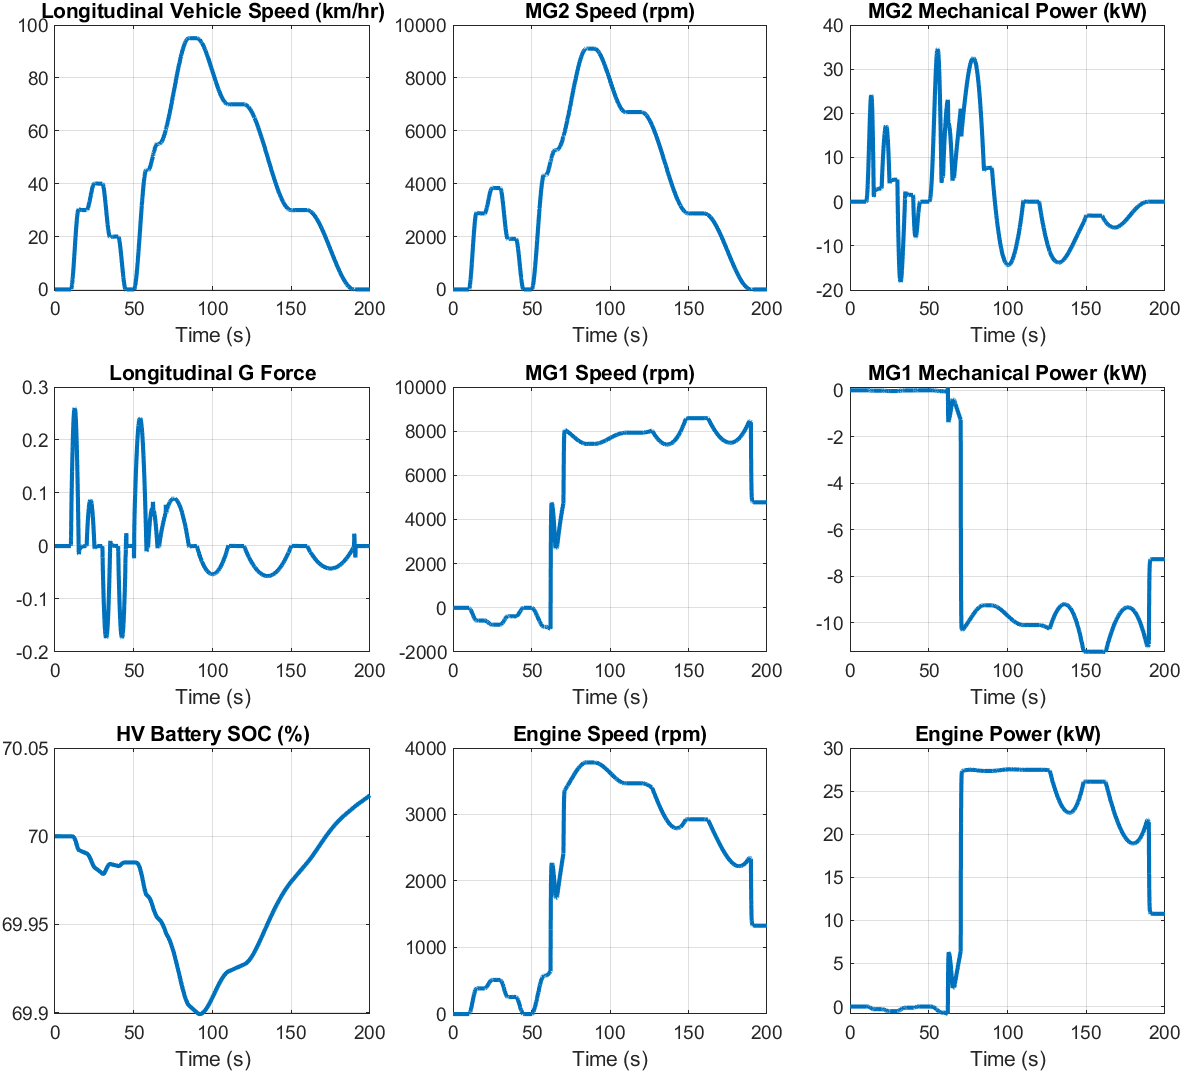 Longitudinal Vehicle Speed (km/hr)
100
80
60
40
20
0
0 50 100 150 200
Time (s)
MG2 Speed (rpm)
10000
8000
6000
4000
2000
0
0 50 100 150 200
Time (s)
MG2 Mechanical Power (kW)
40
30
20
10
0
-10
-20
0 50 100 150 200
Time (s)
Longitudinal G Force
0.3
0.2
0.1
0
-0.1
-0.2
0 50 100 150 200
Time (s)
MG1 Speed (rpm)
10000
8000
6000
4000
2000
0
-2000
0 50 100 150 200
Time (s)
MG1 Mechanical Power (kW)
0
-2
-4
-6
-8
-10
0 50 100 150 200
Time (s)
HV Battery SOC (%)
70.05
70
69.95
69.9
0 50 100 150 200
Time (s)
Engine Speed (rpm)
4000
3000
2000
1000
0
0 50 100 150 200
Time (s)
Engine Power (kW)
30
25
20
15
10
5
0
0 50 100 150 200
Time (s)